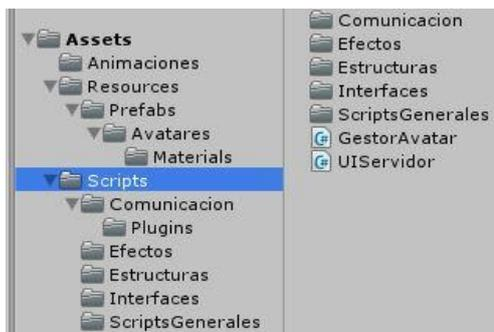 Assets
Animaciones
Resources
Prefabs
Avatares
Materials
Scripts
Comunicacion
Plugins
Efectos
Estructuras
Interfaces
ScriptsGenerales
Comunicacion
Efectos
Estructuras
Interfaces
ScriptsGenerales
GestorAvatar
UIServidor